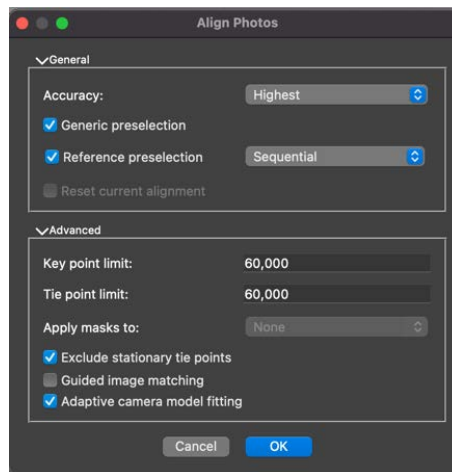 Align Photos
General
Accuracy: Highest
Generic preselection
Reference preselection Sequential
Reset current alignment
Advanced
Key point limit: 60,000
Tie point limit: 60,000
Apply masks to: None
Exclude stationary tie points
Guided image matching
Adaptive camera model fitting
Cancel OK